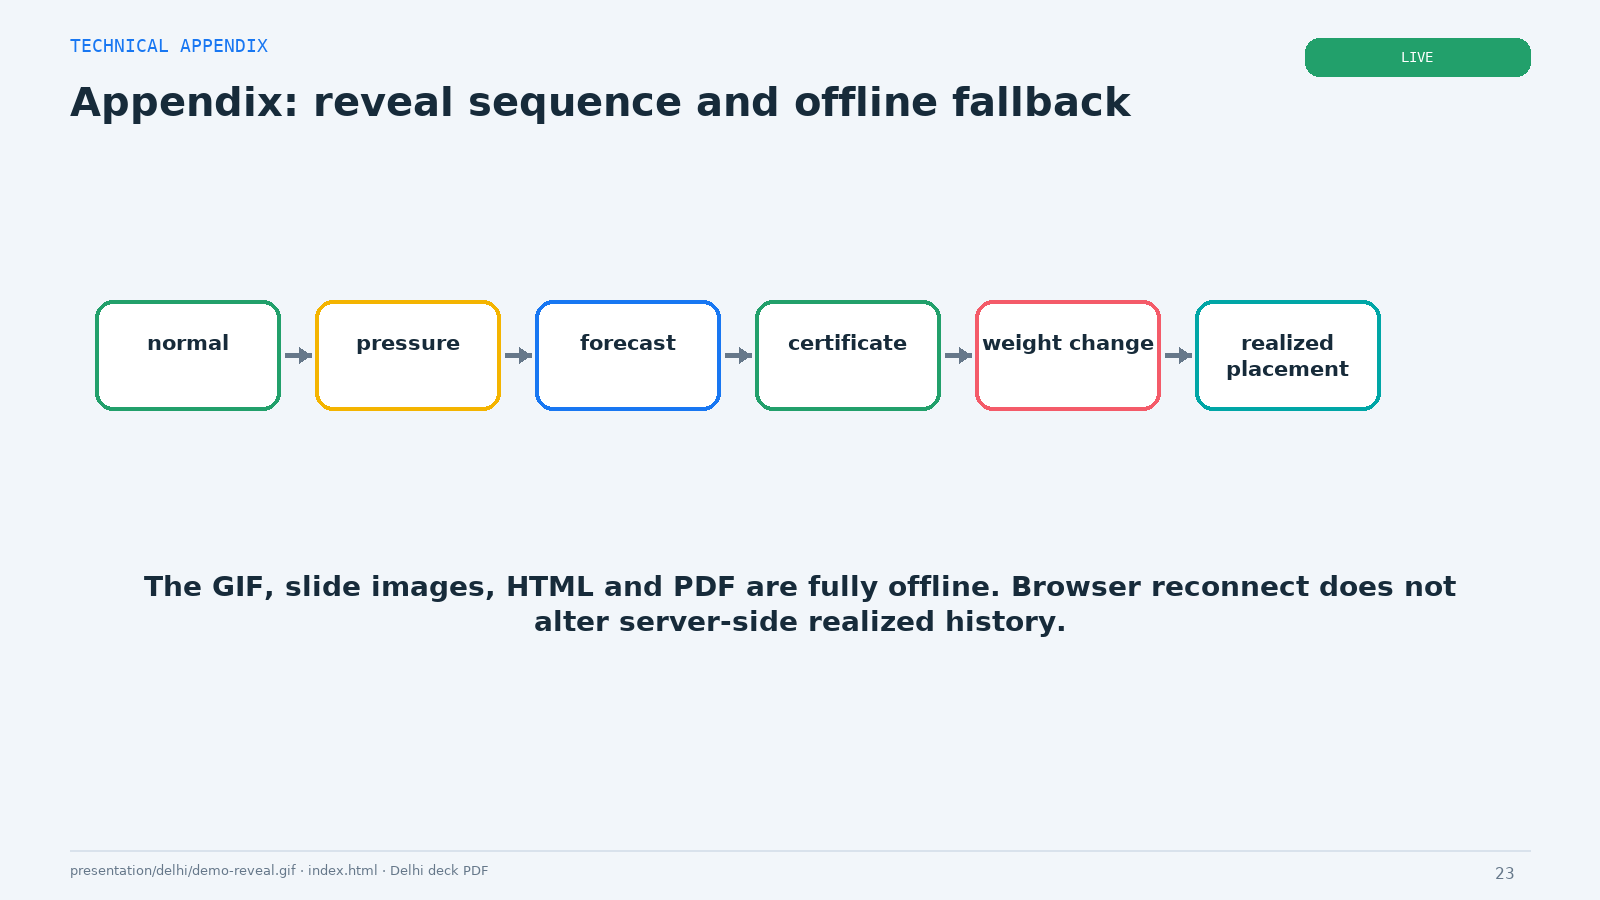 TECHNICAL APPENDIX
LIVE
Appendix: reveal sequence and offline fallback
normal
pressure
forecast
certificate
weight change
realized
placement
The GIF, slide images, HTML and PDF are fully offline. Browser reconnect does not
alter server-side realized history.
presentation/delhi/demo-reveal.gif · index.html · Delhi deck PDF
23